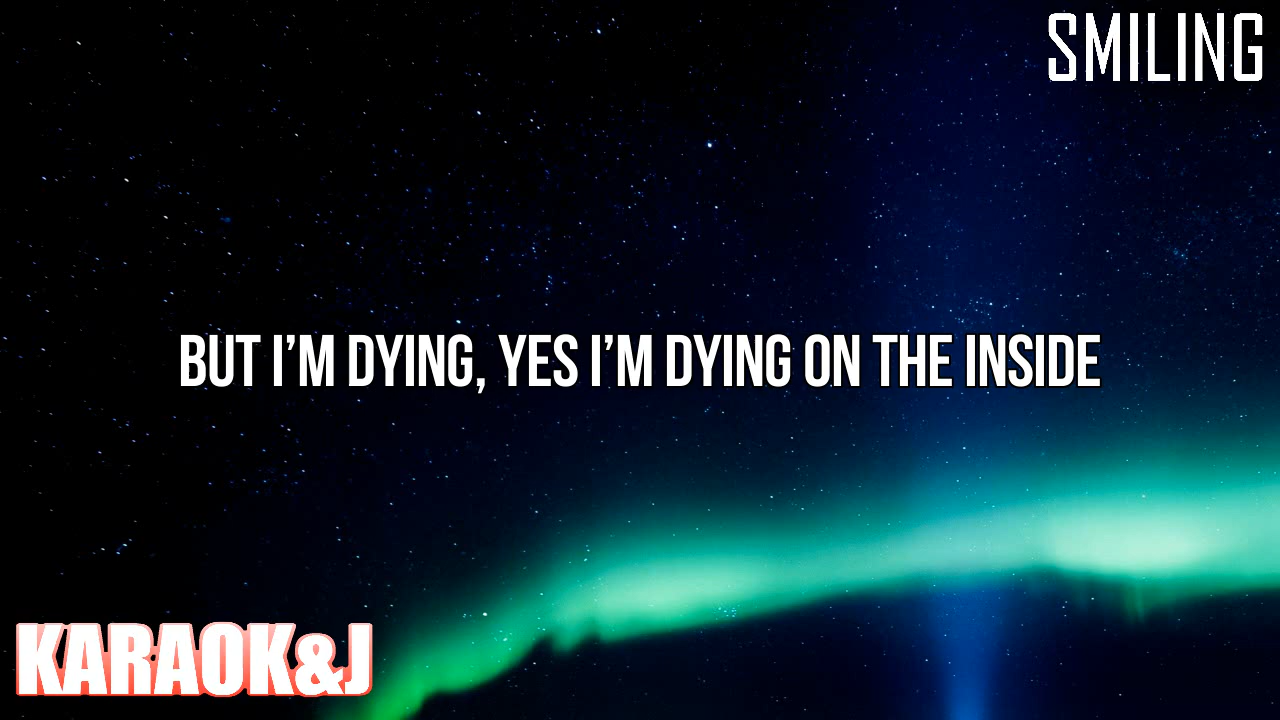 SMILING
BUT I’M DYING, YES I’M DYING ON THE INSIDE
KARAOK&J